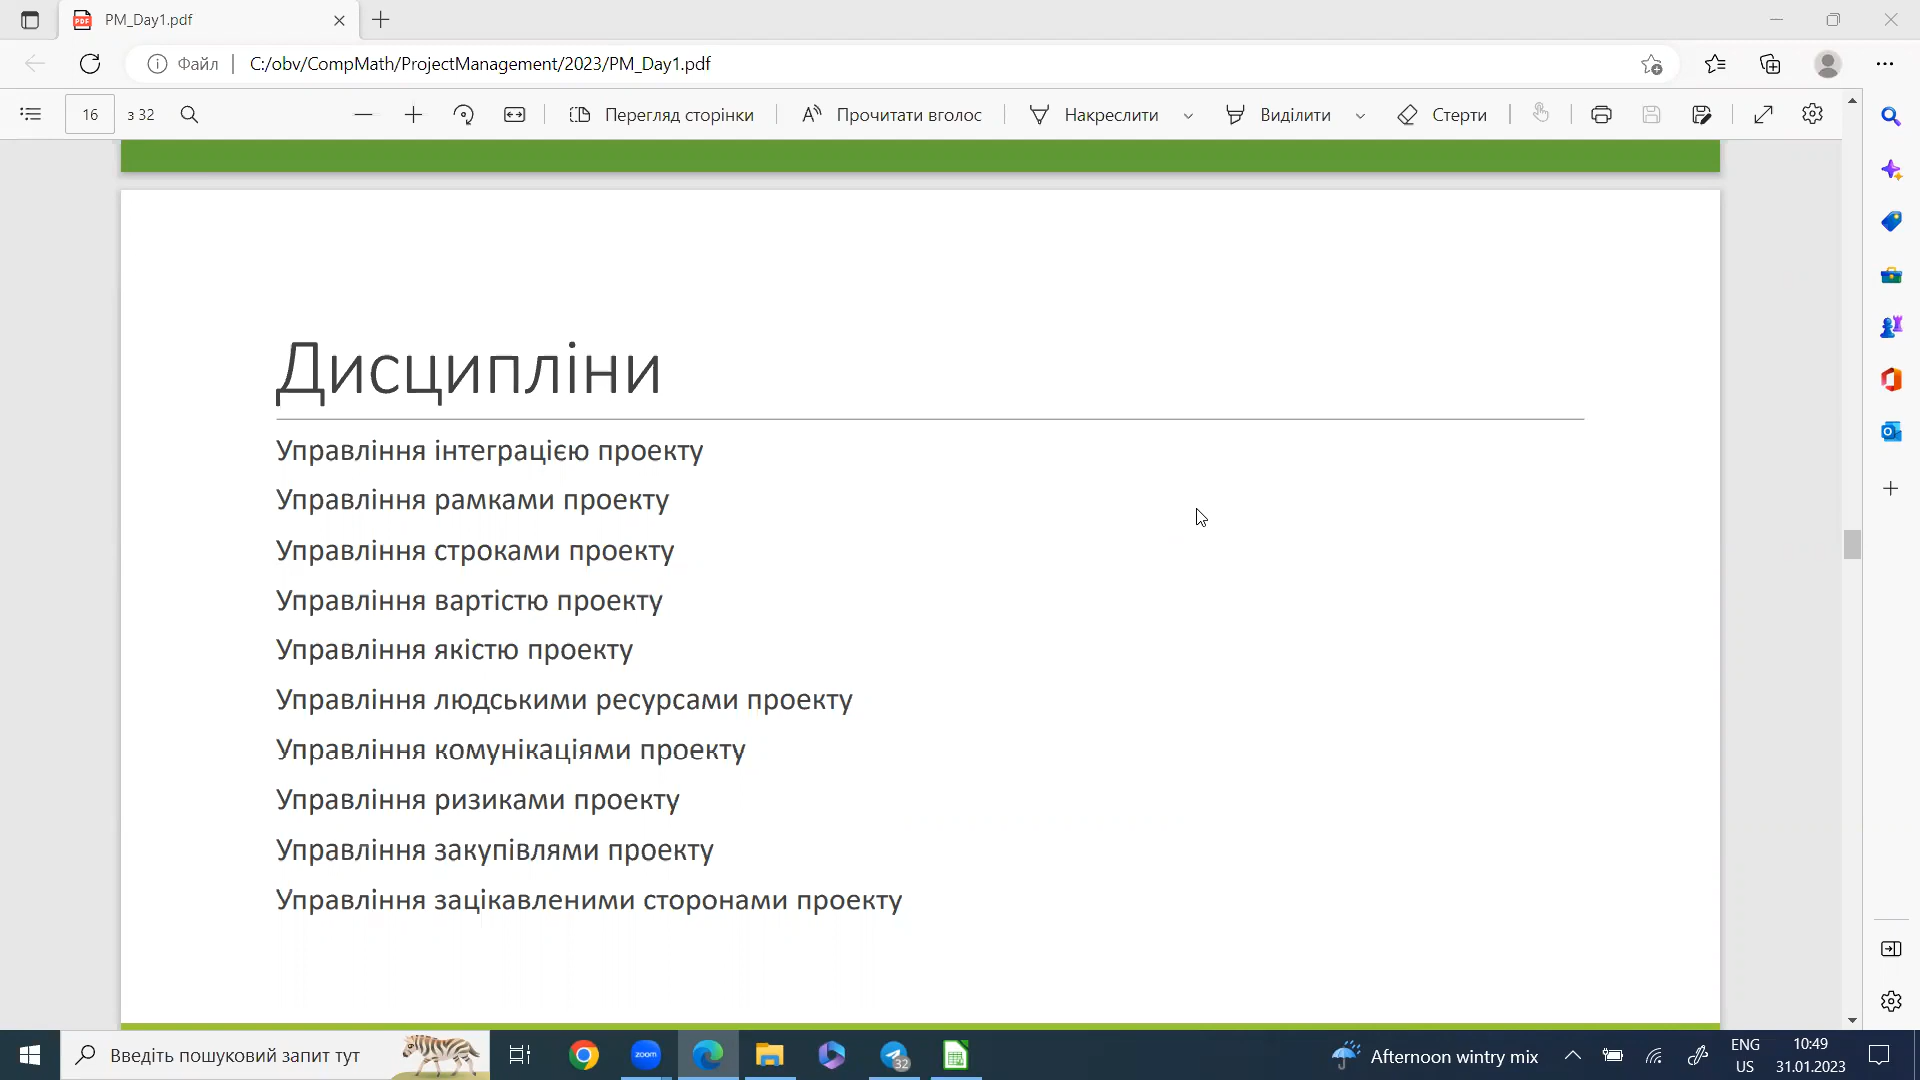 PM_Day1.pdf
Файл
C:/obv/CompMath/ProjectManagement/2023/PM_Day1.pdf
16 з 32
Перегляд сторінки
Прочитати вголос
Накреслити
Виділити
Стерти
Дисципліни
Управління інтеграцією проекту
Управління рамками проекту
Управління строками проекту
Управління вартістю проекту
Управління якістю проекту
Управління людськими ресурсами проекту
Управління комунікаціями проекту
Управління ризиками проекту
Управління закупівлями проекту
Управління зацікавленими сторонами проекту
Введіть пошуковий запит тут
zoom
32
Afternoon wintry mix
ENG
US
10:49
31.01.2023